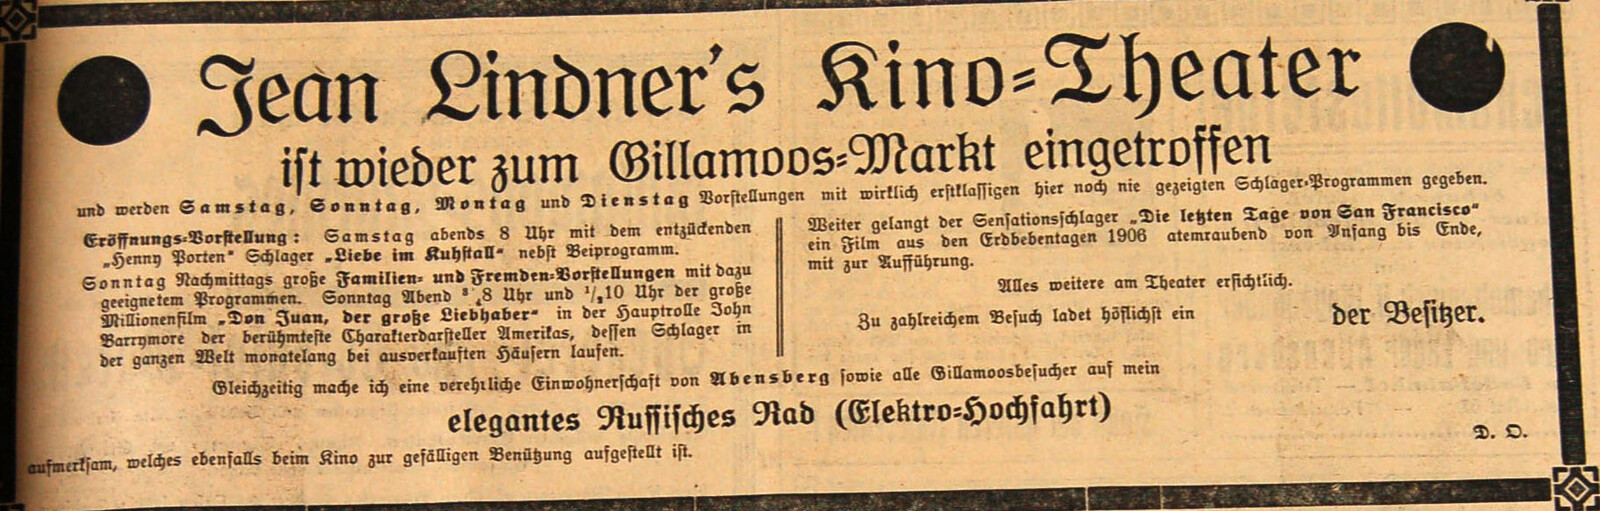 Jean Lindner's Kino-Theater
ist wieder zum Gillamoos-Markt eingetroffen
und werden Samstag, Sonntag, Montag und Dienstag Vorstellungen mit wirklich erstklassigen hier noch nie gezeigten Schlager-Programmen gegeben.
Eröffnungs-Vorstellung: Samstag abends 8 Uhr mit dem entzückenden
„Henny Porten“ Schlager „Liebe im Kuhstall“ nebst Beiprogramm.
Sonntag Nachmittags große Familien- und Fremden-Vorstellungen mit dazu
geeignetem Programmen. Sonntag Abend 8 Uhr und 1/210 Uhr der große
Millionenfilm „Don Juan, der große Liebhaber“ in der Hauptrolle John
Barrymore der berühmteste Charakterdarsteller Amerikas, dessen Schlager in
der ganzen Welt monatelang bei ausverkauften Häusern laufen.
Weiter gelangt der Sensationsschlager „Die letzten Tage von San Francisco“
ein Film aus den Erdbebentagen 1906 atemraubend von Anfang bis Ende,
mit zur Aufführung.
Alles weitere am Theater ersichtlich.
Zu zahlreichem Besuch ladet höflichst ein der Besitzer.
Gleichzeitig mache ich eine verehrliche Einwohnerschaft von Abensberg sowie alle Gillamoosbesucher auf mein
elegantes Russisches Rad (Elektro-Hochfahrt)
aufmerksam, welches ebenfalls beim Kino zur gefälligen Benützung aufgestellt ist.
D. O.